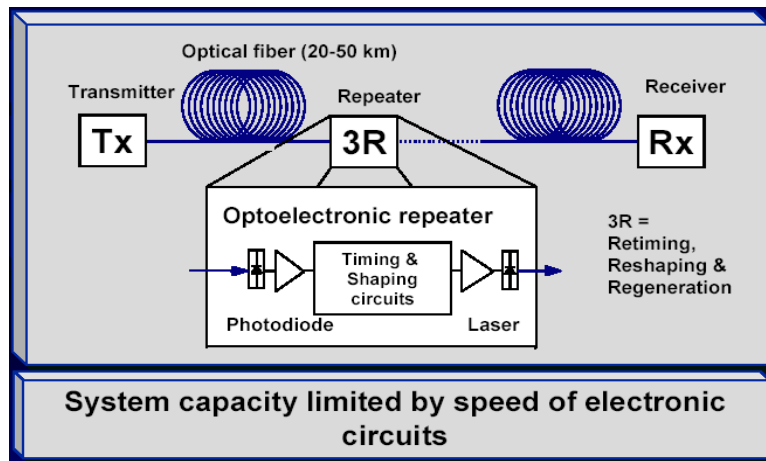 Optical fiber (20-50 km)
Transmitter
Repeater
Receiver
Tx
3R
Rx
Optoelectronic repeater
Timing &
Shaping
circuits
Photodiode
Laser
3R =
Retiming,
Reshaping &
Regeneration
System capacity limited by speed of electronic
circuits